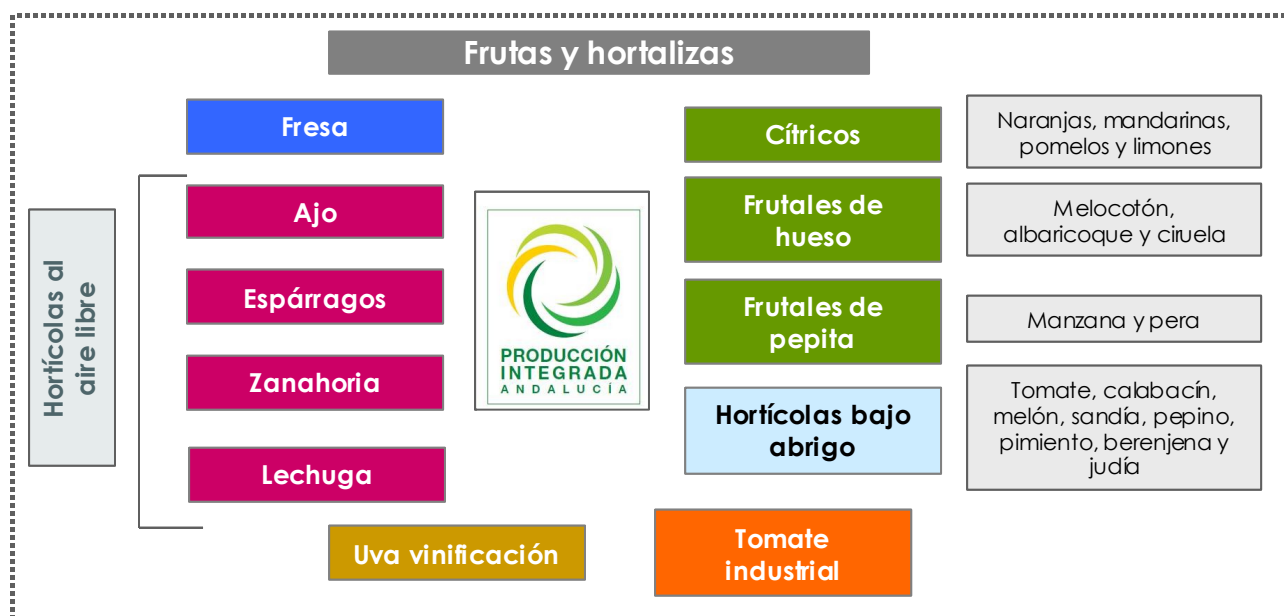 Frutas y hortalizas
Fresa
Hortícolas al
aire libre
Ajo
Espárragos
Zanahoria
Lechuga
PRODUCCIÓN
INTEGRADA
ANDALUCÍA
Cítricos
Naranjas, mandarinas,
pomelos y limones
Frutales de
hueso
Melocotón,
albaricoque y ciruela
Frutales de
pepita
Manzana y pera
Hortícolas bajo
abrigo
Tomate, calabacín,
melón, sandía, pepino,
pimiento, berenjena y
judía
Uva vinificación
Tomate
industrial